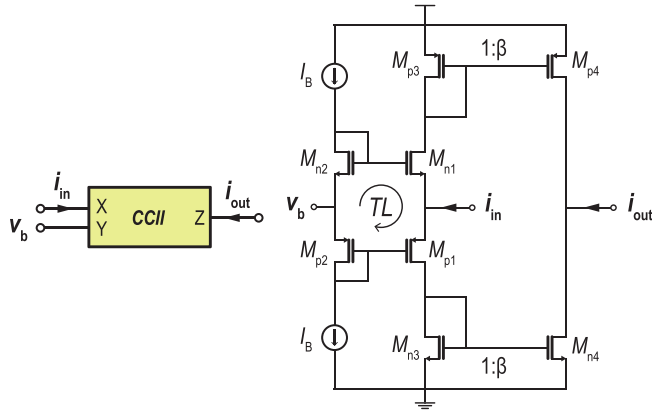 i_in
v_b
X
Y
CCII
Z
i_out
I_B
M_p3
1:β
M_p4
M_n2
M_n1
v_b
TL
i_in
i_out
M_p2
M_p1
I_B
M_n3
1:β
M_n4